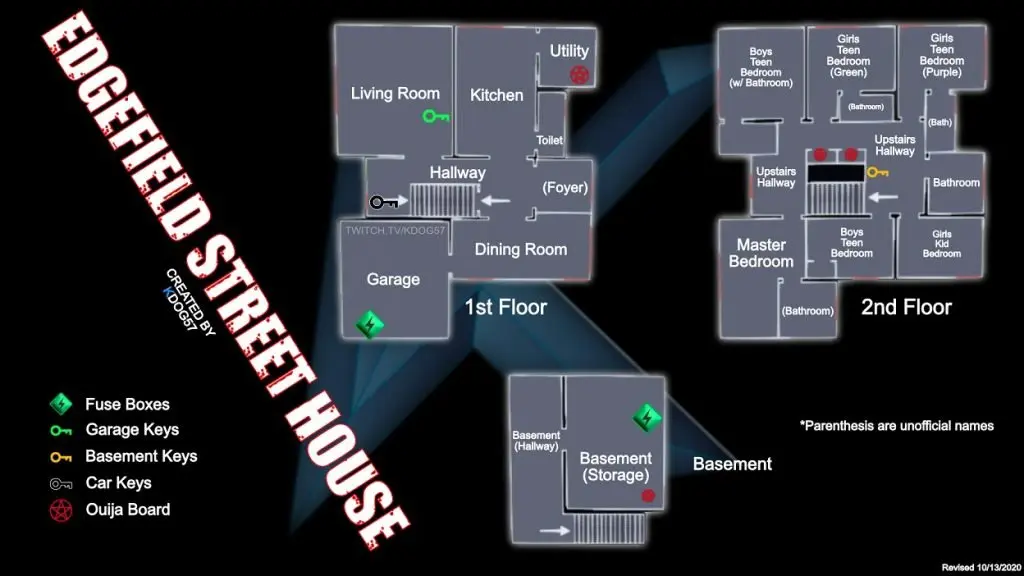 EDGEFIELD STREET HOUSE
CREATED BY
KDOG57
Living Room
Kitchen
Utility
Toilet
Hallway
(Foyer)
TWITCH.TV/KDOG57
Dining Room
Garage
1st Floor
Boys
Teen
Bedroom
(w/ Bathroom)
Girls
Teen
Bedroom
(Green)
Girls
Teen
Bedroom
(Purple)
(Bathroom)
(Bath)
Upstairs
Hallway
Upstairs
Hallway
Bathroom
Master
Bedroom
Boys
Teen
Bedroom
Girls
Kid
Bedroom
(Bathroom)
2nd Floor
Basement
(Hallway)
Basement
(Storage)
Basement
Fuse Boxes
Garage Keys
Basement Keys
Car Keys
Ouija Board
*Parenthesis are unofficial names
Revised 10/13/2020